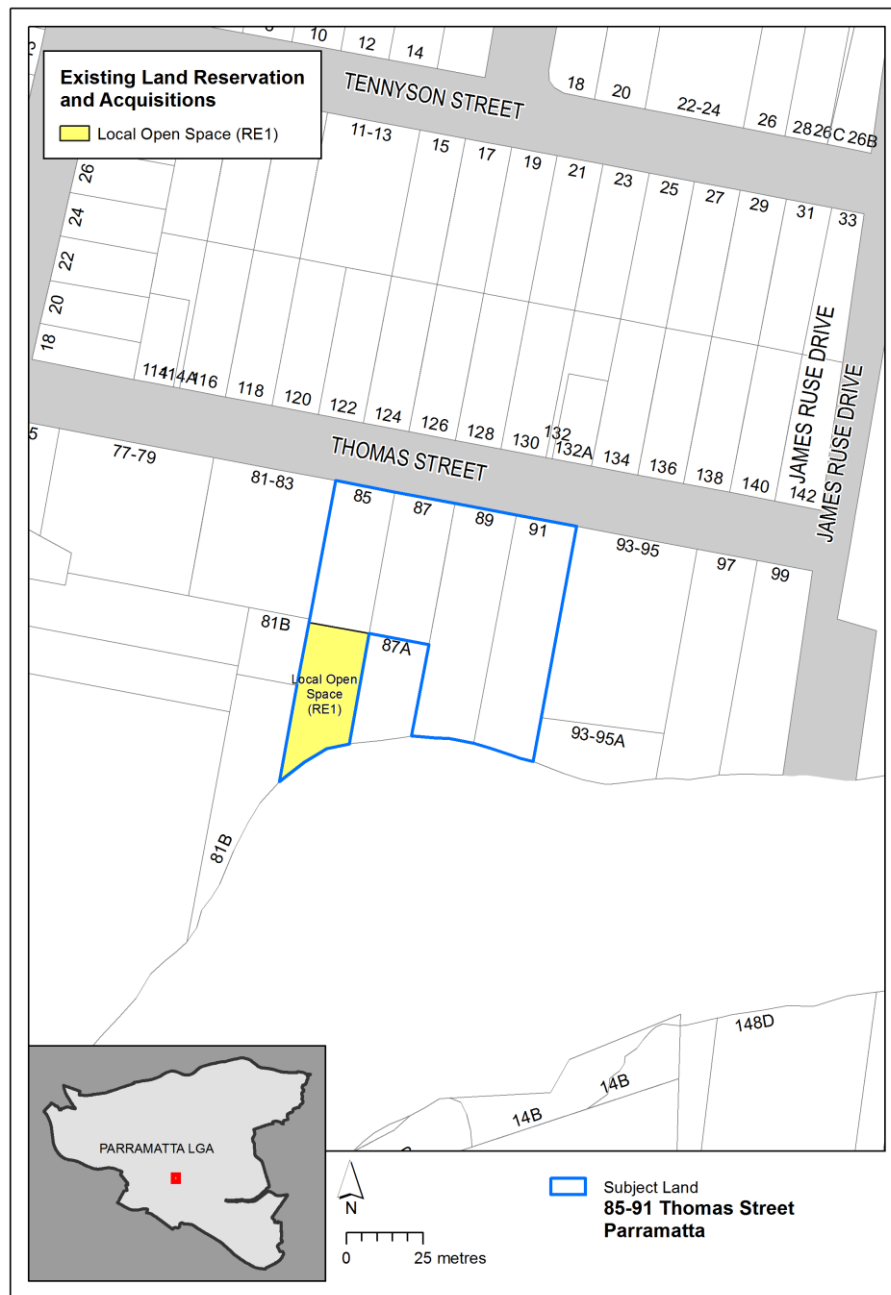 Existing Land Reservation
and Acquisitions
Local Open Space (RE1)
10
12
14
18
20
22-24
26
28
26C
26B
TENNYSON STREET
11-13
15
17
19
21
23
25
27
29
31
33
26
24
22
20
18
114
114A
116
118
120
122
124
126
128
130
132
132A
134
136
138
140
142
JAMES RUSE DRIVE
JAMES RUSE DRIVE
THOMAS STREET
77-79
81-83
85
87
89
91
93-95
97
99
81B
87A
Local Open
Space
(RE1)
93-95A
81B
148D
14B
14B
PARRAMATTA LGA
N
0 25 metres
Subject Land
85-91 Thomas Street
Parramatta